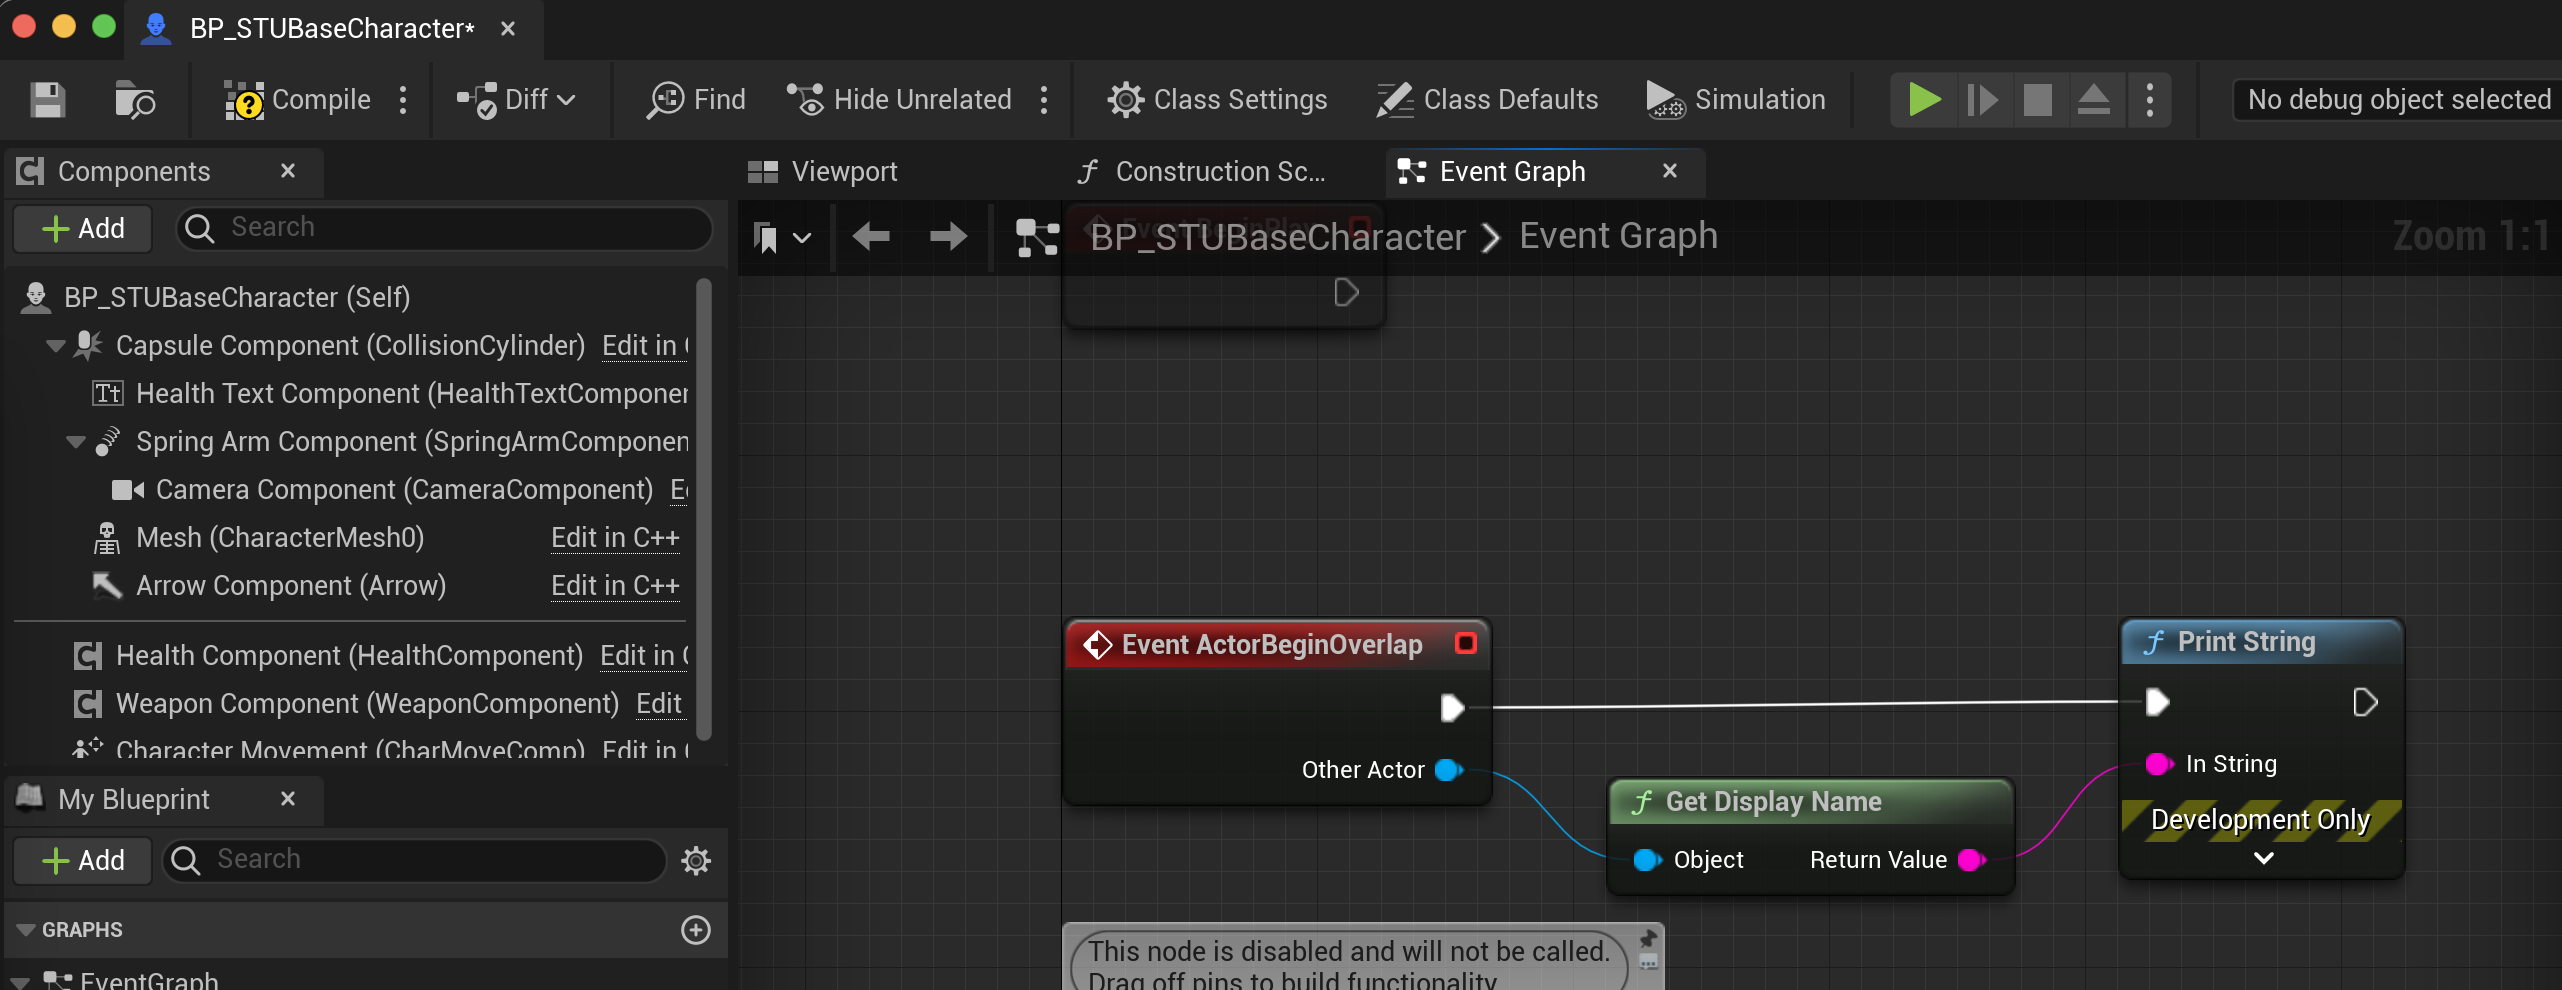 BP_STUBaseCharacter*
Compile
Diff
Find
Hide Unrelated
Class Settings
Class Defaults
Simulation
No debug object selected
Components
Viewport
Construction Sc...
Event Graph
Add
Search
Event BeginPlay
BP_STUBaseCharacter > Event Graph
Zoom 1:1
BP_STUBaseCharacter (Self)
Capsule Component (CollisionCylinder) Edit in
Health Text Component (HealthTextComponen
Spring Arm Component (SpringArmComponen
Camera Component (CameraComponent)
Mesh (CharacterMesh0) Edit in C++
Arrow Component (Arrow) Edit in C++
Health Component (HealthComponent) Edit in
Weapon Component (WeaponComponent) Edit
Character Movement (CharMoveComp) Edit in
Event ActorBeginOverlap
Other Actor
Get Display Name
Object Return Value
Print String
In String
Development Only
My Blueprint
Add
Search
GRAPHS
EventGraph
This node is disabled and will not be called.
Drag off pins to build functionality